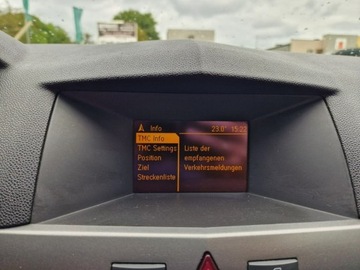 Info 23.0° 15:22
TMC Info
TMC Settings
Position
Ziel
Streckenliste
Liste der
empfangenen
Verkehrsmeldungen